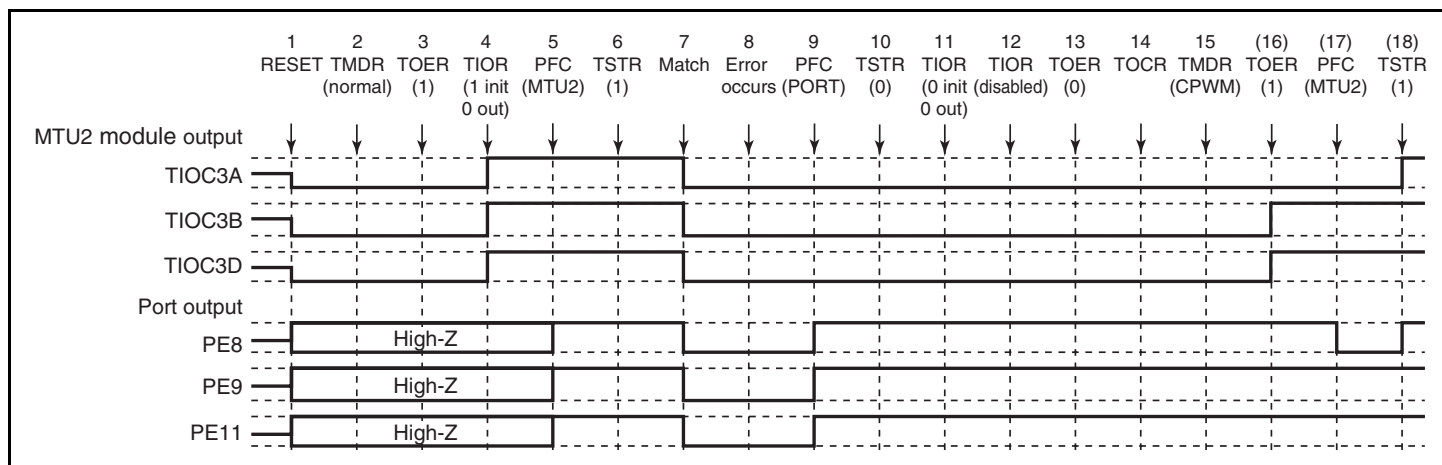 1 2 3 4 5 6 7 8 9 10 11 12 13 14 15 (16) (17) (18)
RESET TMDR TOER TIOR PFC TSTR Match Error PFC TSTR TIOR TIOR TOER TOCR TMDR TOER PFC TSTR
(normal) (1) (1 init (MTU2) (1) occurs (PORT) (0) (0 init (disabled) (0) (CPWM) (1) (MTU2) (1)
0 out) 0 out)
MTU2 module output
TIOC3A
TIOC3B
TIOC3D
Port output
PE8 High-Z
PE9 High-Z
PE11 High-Z